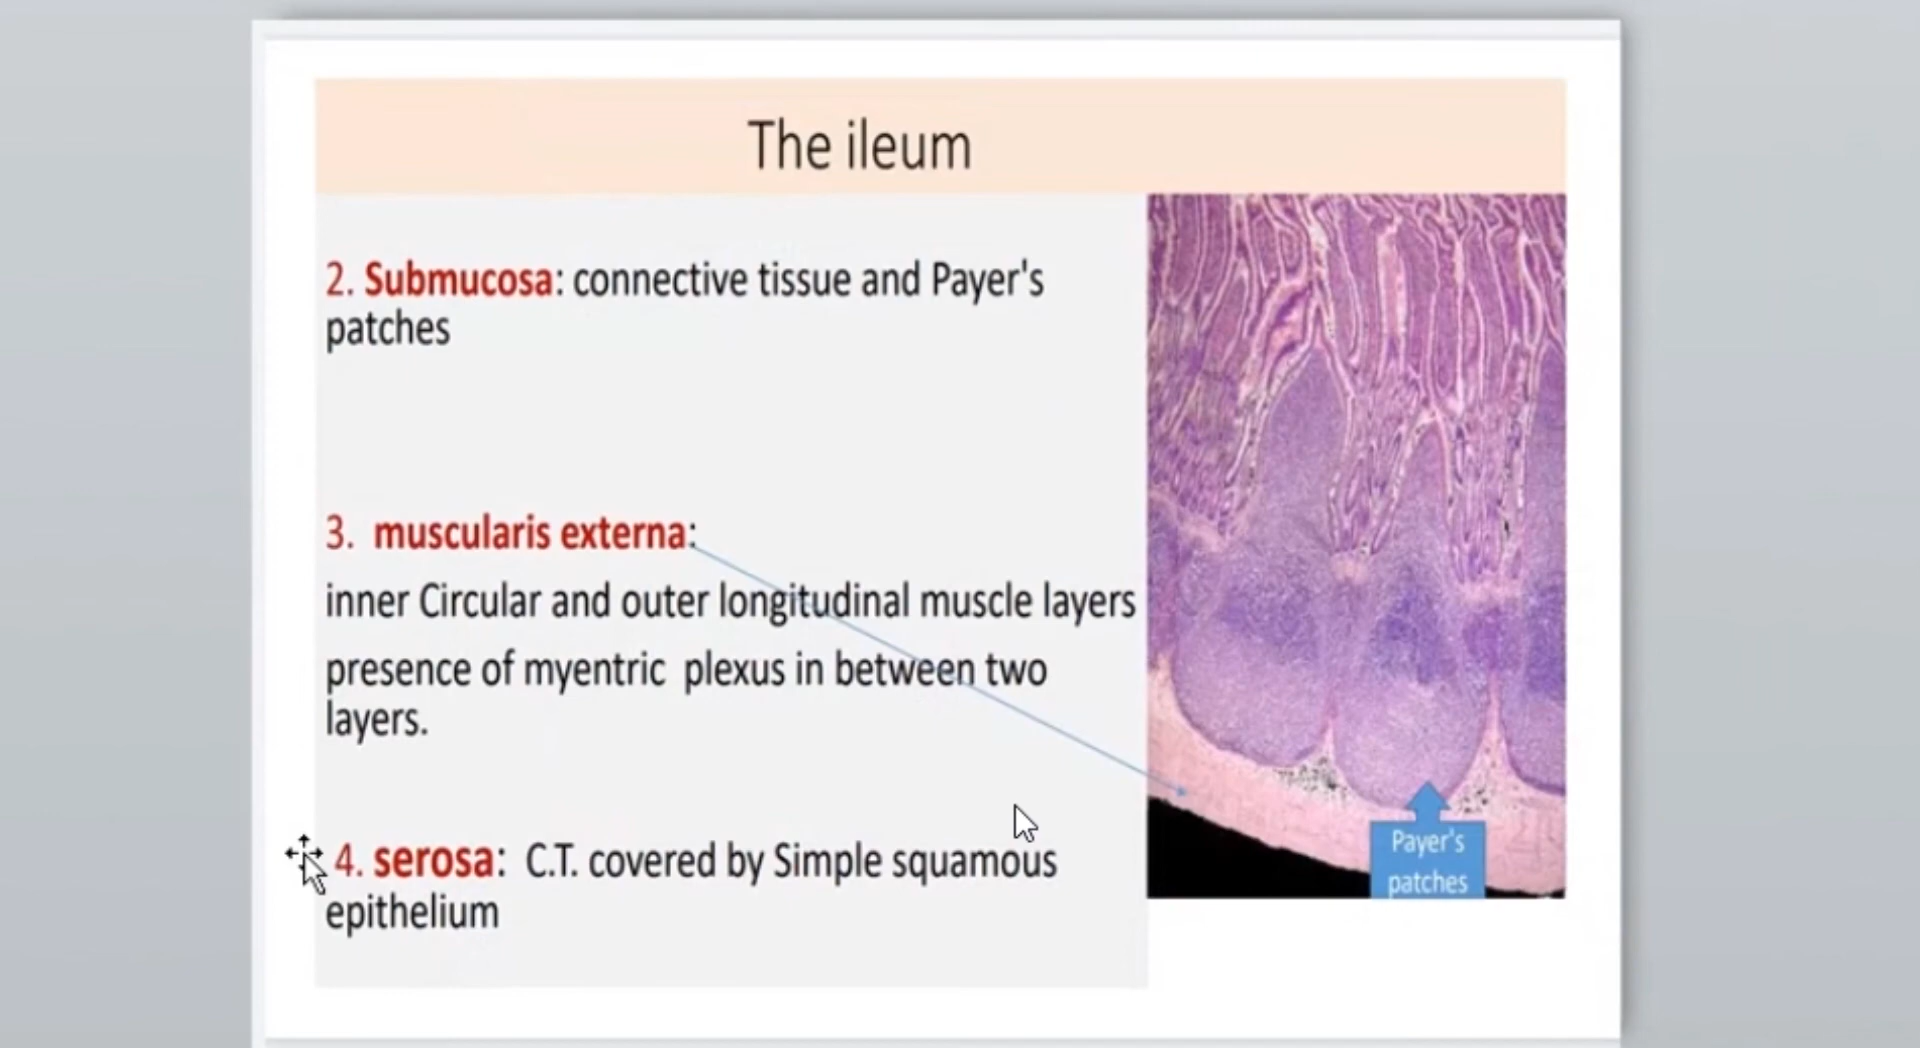 The ileum
2. Submucosa: connective tissue and Payer's
patches
3. muscularis externa:
inner Circular and outer longitudinal muscle layers
presence of myentric plexus in between two
layers.
4. serosa: C.T. covered by Simple squamous
epithelium
Payer's
patches